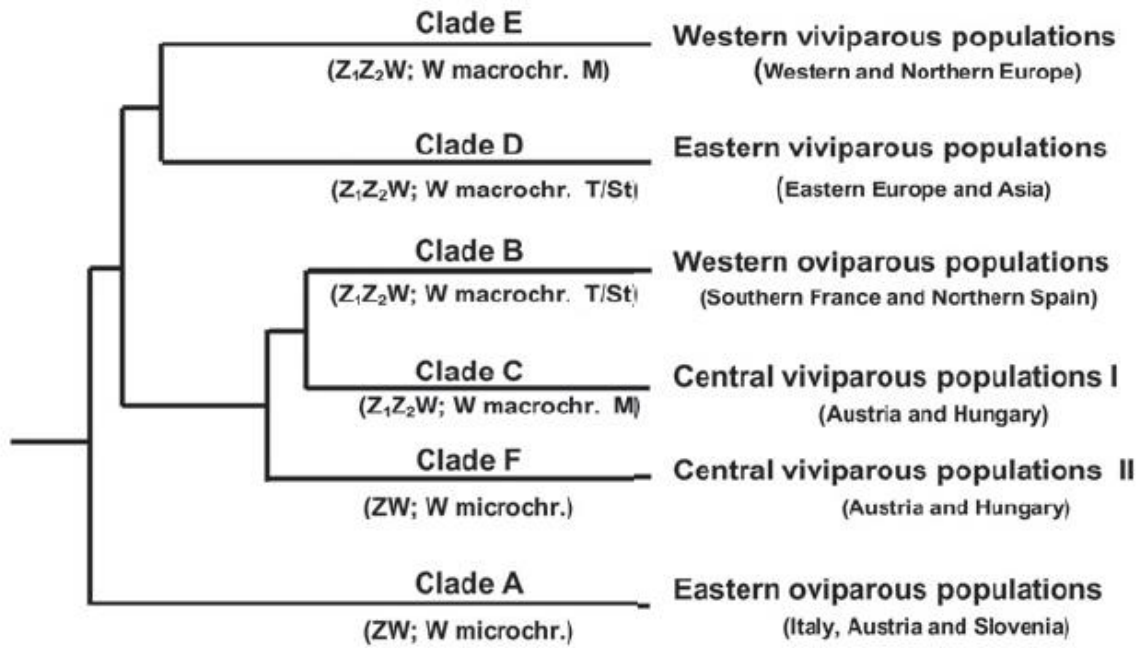 Clade E
Western viviparous populations
(Z₁Z₂W; W macrochr. M)
(Western and Northern Europe)
Clade D
Eastern viviparous populations
(Z₁Z₂W; W macrochr. T/St)
(Eastern Europe and Asia)
Clade B
Western oviparous populations
(Z₁Z₂W; W macrochr. T/St)
(Southern France and Northern Spain)
Clade C
Central viviparous populations I
(Z₁Z₂W; W macrochr. M)
(Austria and Hungary)
Clade F
Central viviparous populations II
(ZW; W microchr.)
(Austria and Hungary)
Clade A
Eastern oviparous populations
(ZW; W microchr.)
(Italy, Austria and Slovenia)